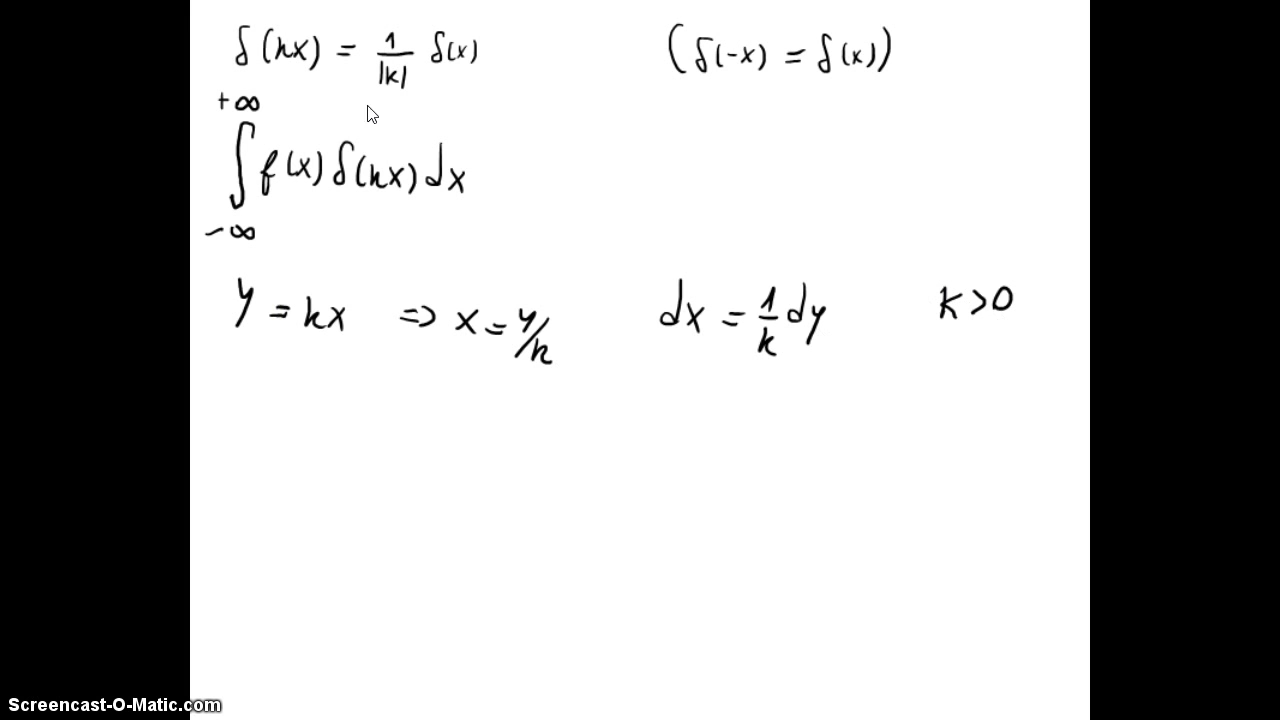 δ(kx) = 1/|k| δ(x) (δ(-x) = δ(x))
+∞
∫ f(x) δ(kx) dx
-∞
y = kx => x = y/k dx = 1/k dy k>0
Screencast-O-Matic.com